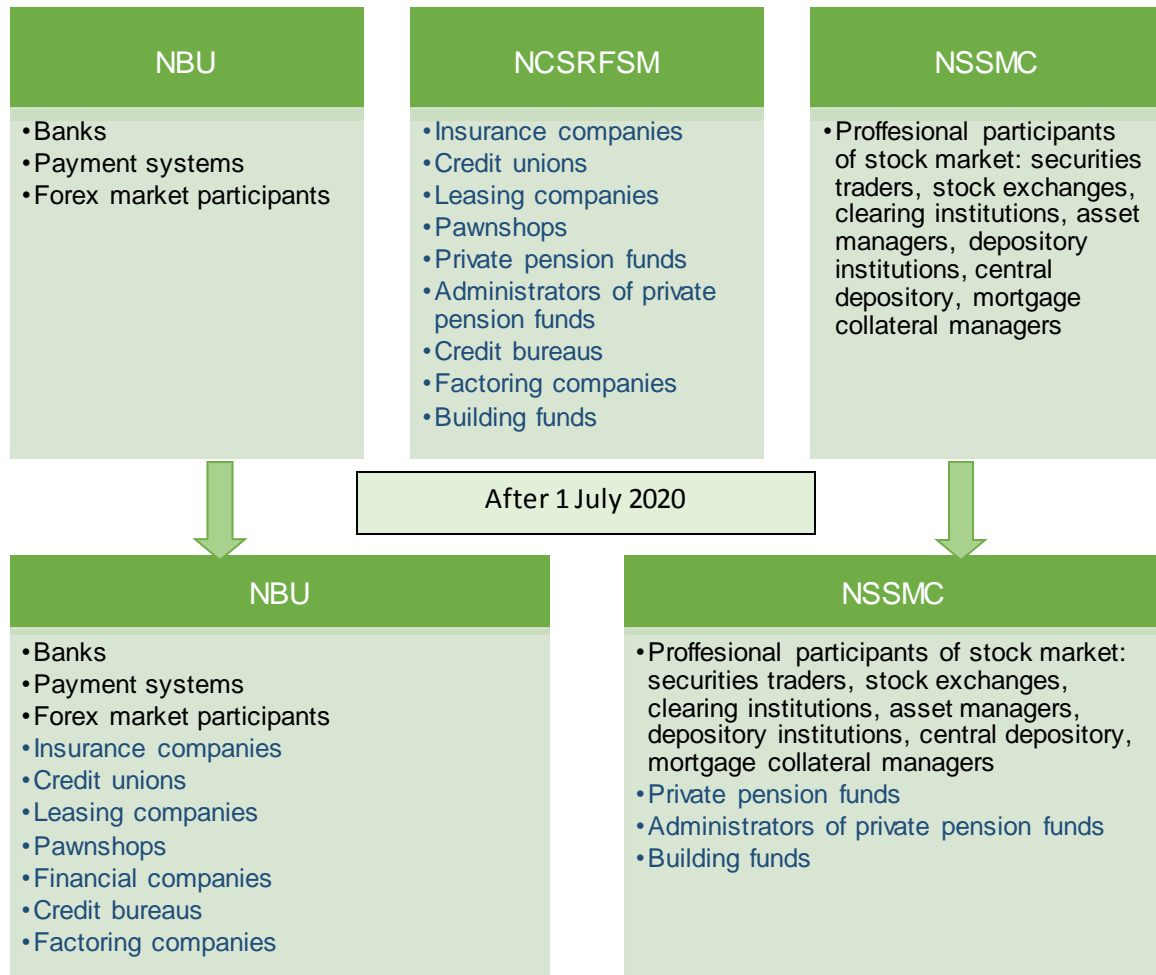 NBU
•Banks
•Payment systems
•Forex market participants
NCSRFSM
•Insurance companies
•Credit unions
•Leasing companies
•Pawnshops
•Private pension funds
•Administrators of private
pension funds
•Credit bureaus
•Factoring companies
•Building funds
NSSMC
•Proffesional participants
of stock market: securities
traders, stock exchanges,
clearing institutions, asset
managers, depository
institutions, central
depository, mortgage
collateral managers
After 1 July 2020
NBU
•Banks
•Payment systems
•Forex market participants
•Insurance companies
•Credit unions
•Leasing companies
•Pawnshops
•Financial companies
•Credit bureaus
•Factoring companies
NSSMC
•Proffesional participants of stock market:
securities traders, stock exchanges,
clearing institutions, asset managers,
depository institutions, central depository,
mortgage collateral managers
•Private pension funds
•Administrators of private pension funds
•Building funds